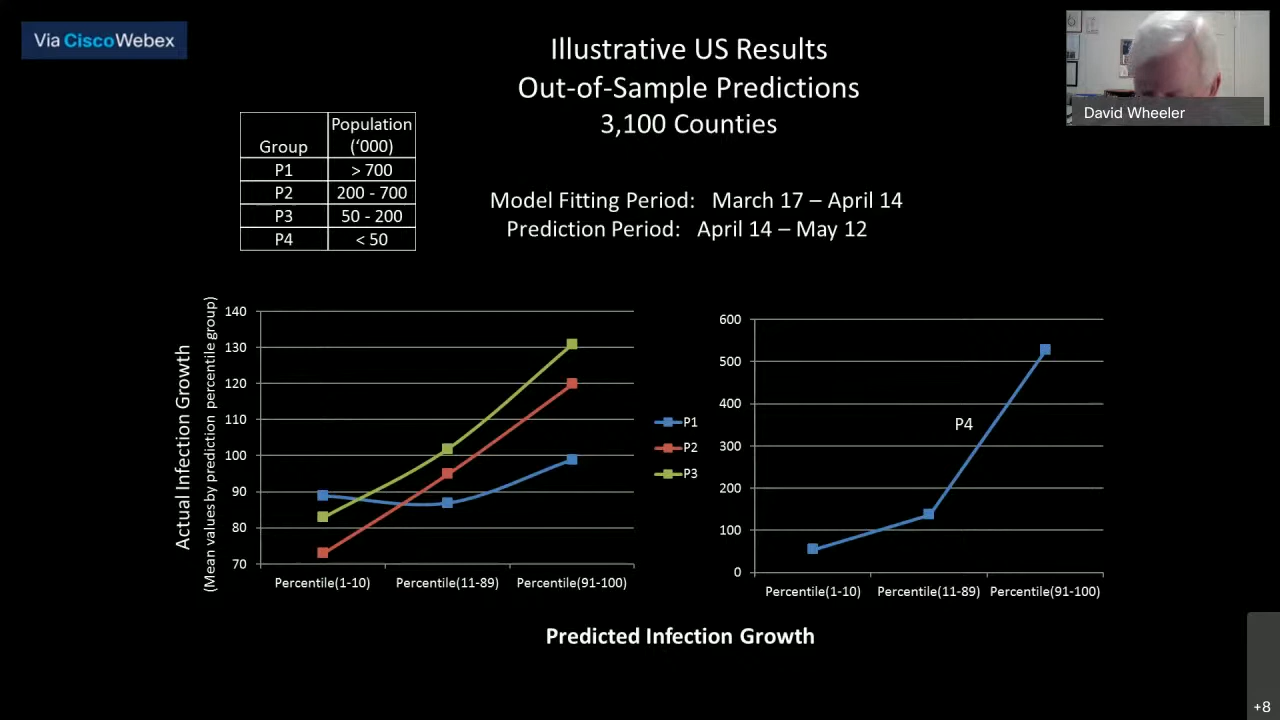 Via Cisco Webex
Illustrative US Results
Out-of-Sample Predictions
3,100 Counties
David Wheeler
Group Population ('000)
P1 > 700
P2 200 - 700
P3 50 - 200
P4 < 50
Model Fitting Period: March 17 – April 14
Prediction Period: April 14 – May 12
Actual Infection Growth
(Mean values by prediction percentile group)
140
130
120
110
100
90
80
70
Percentile(1-10) Percentile(11-89) Percentile(91-100)
P1
P2
P3
600
500
400
300
200
100
0
P4
Percentile(1-10) Percentile(11-89) Percentile(91-100)
Predicted Infection Growth
+8